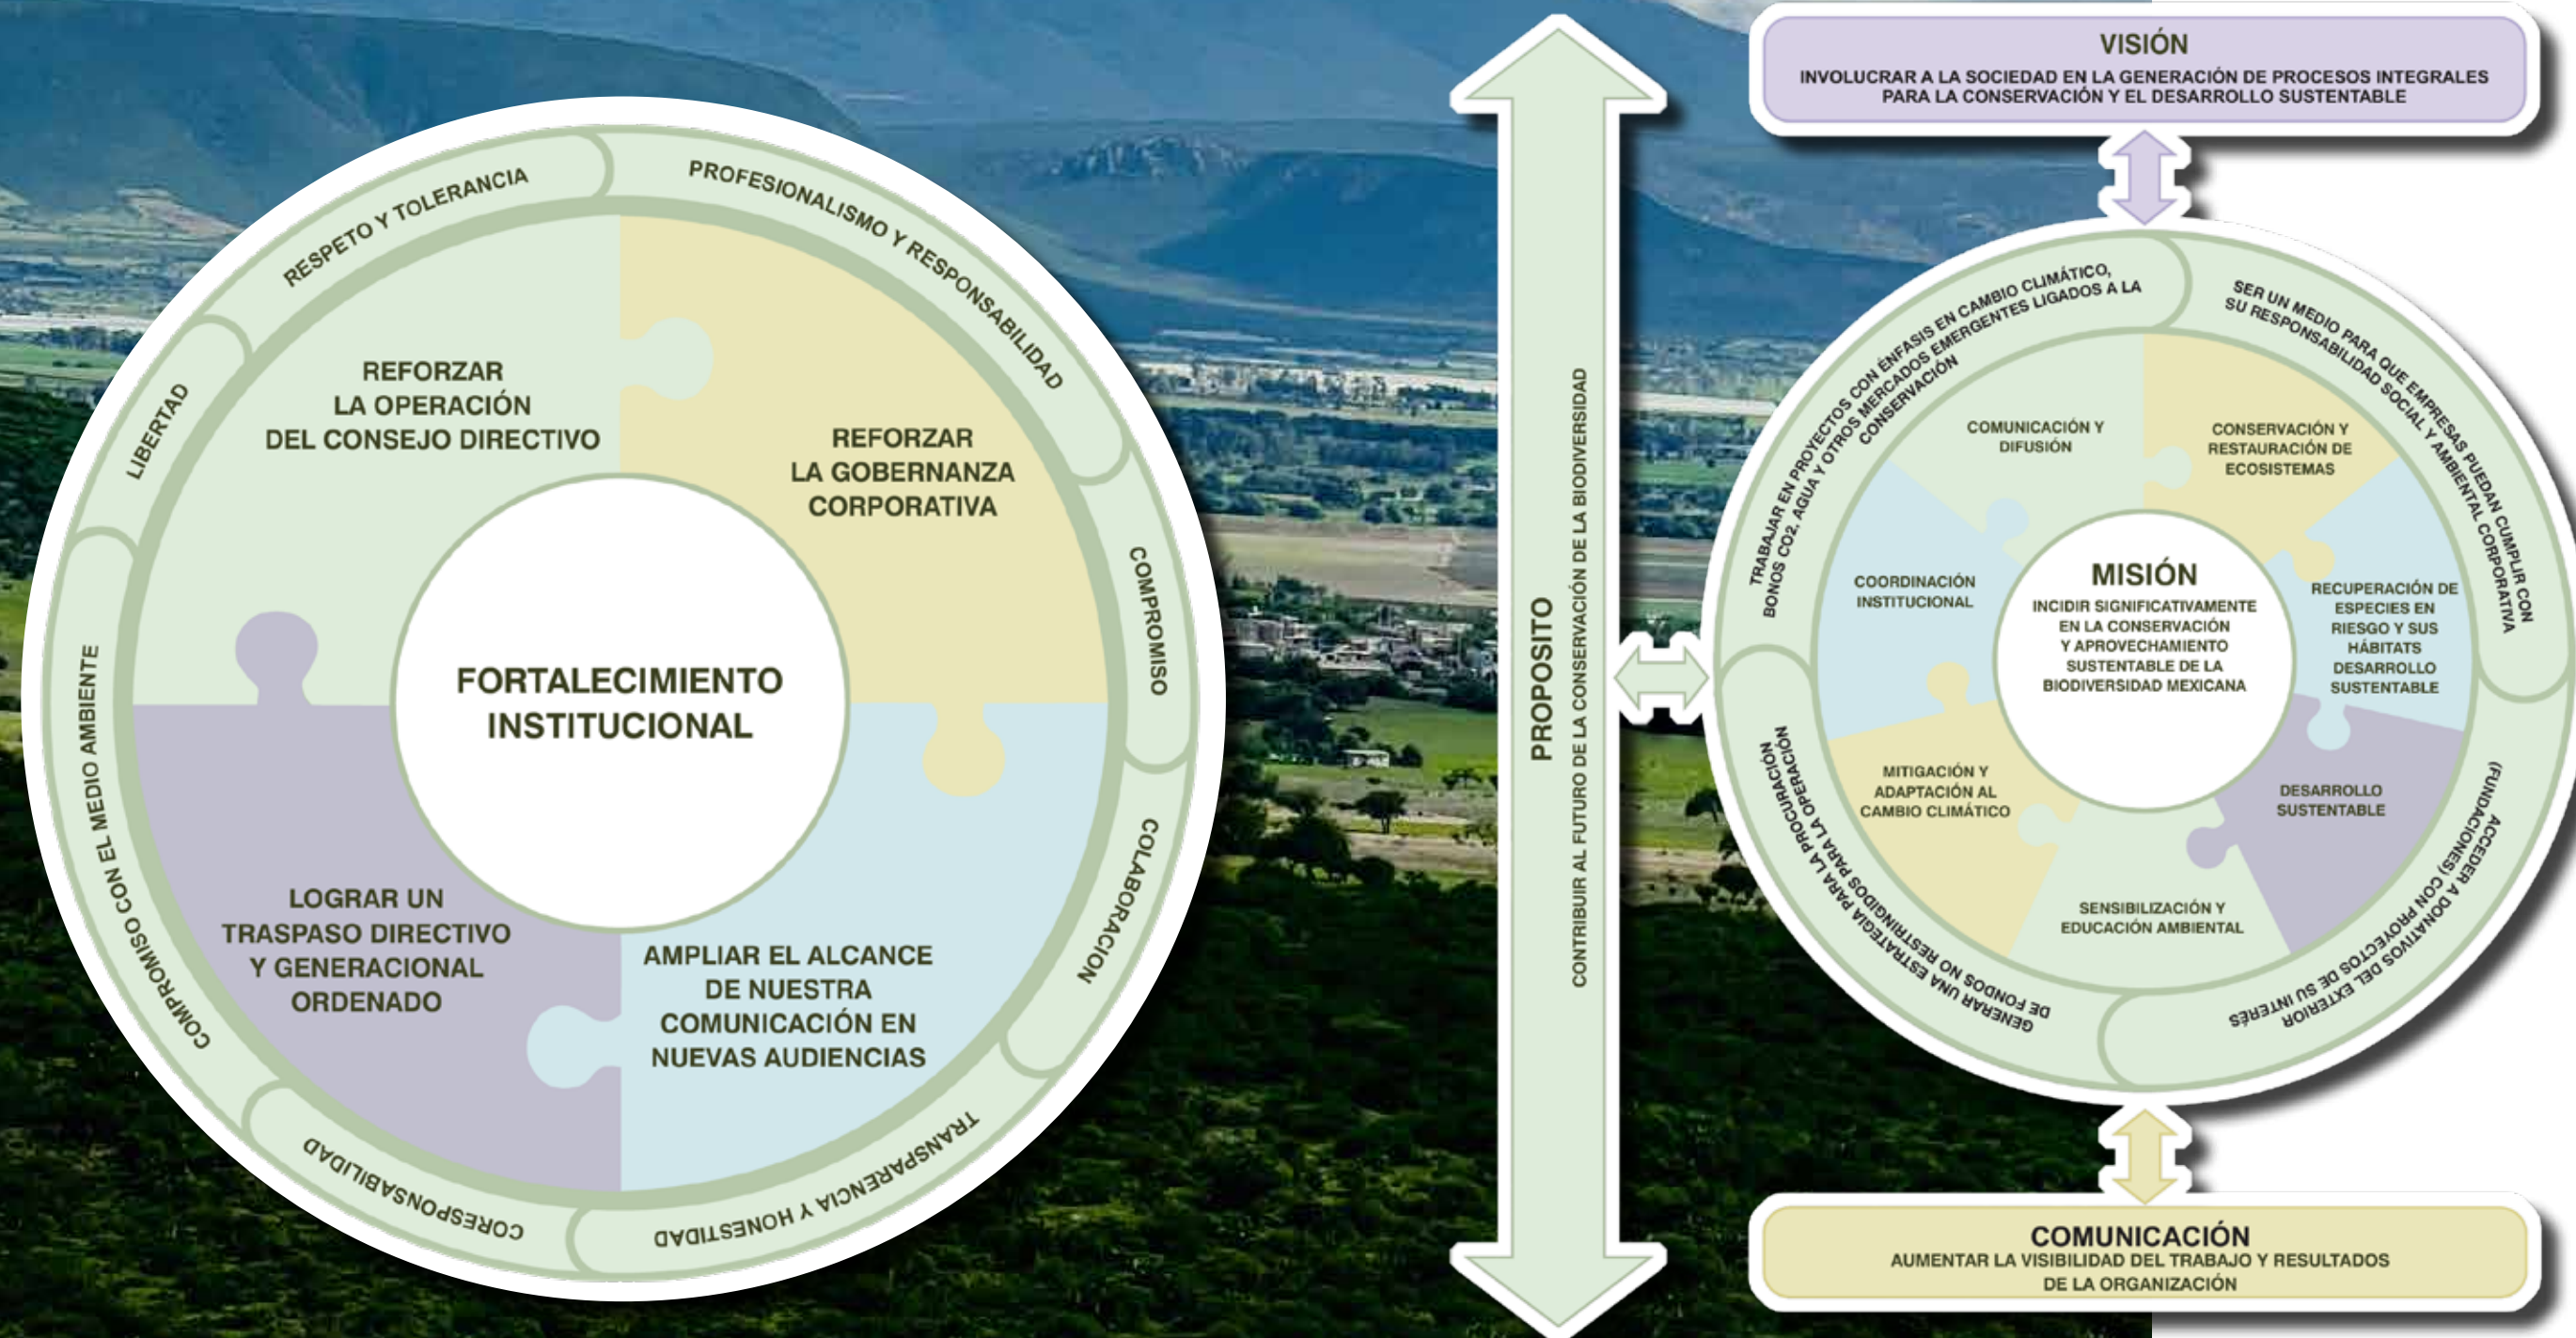 RESPETO Y TOLERANCIA
PROFESIONALISMO Y RESPONSABILIDAD
COMPROMISO
COLABORACION
TRANSPARENCIA Y HONESTIDAD
CORESPONSABILIDAD
COMPROMISO CON EL MEDIO AMBIENTE
LIBERTAD
REFORZAR
LA OPERACIÓN
DEL CONSEJO DIRECTIVO
REFORZAR
LA GOBERNANZA
CORPORATIVA
FORTALECIMIENTO
INSTITUCIONAL
LOGRAR UN
TRASPASO DIRECTIVO
Y GENERACIONAL
ORDENADO
AMPLIAR EL ALCANCE
DE NUESTRA
COMUNICACIÓN EN
NUEVAS AUDIENCIAS
PROPOSITO
CONTRIBUIR AL FUTURO DE LA CONSERVACIÓN DE LA BIODIVERSIDAD
VISIÓN
INVOLUCRAR A LA SOCIEDAD EN LA GENERACIÓN DE PROCESOS INTEGRALES
PARA LA CONSERVACIÓN Y EL DESARROLLO SUSTENTABLE
TRABAJAR EN PROYECTOS CON ÉNFASIS EN CAMBIO CLIMÁTICO,
BONOS CO2, AGUA Y OTROS MERCADOS EMERGENTES LIGADOS A LA
CONSERVACIÓN
SER UN MEDIO PARA QUE EMPRESAS PUEDAN CUMPLIR CON
SU RESPONSABILIDAD SOCIAL Y AMBIENTAL CORPORATIVA
ACCEDER A DONATIVOS DEL EXTERIOR
(FUNDACIONES) CON PROYECTOS DE SU INTERÉS
GENERAR UNA ESTRATEGIA PARA LA PROCURACIÓN
DE FONDOS NO RESTRINGIDOS PARA LA OPERACIÓN
COMUNICACIÓN Y
DIFUSIÓN
CONSERVACIÓN Y
RESTAURACIÓN DE
ECOSISTEMAS
COORDINACIÓN
INSTITUCIONAL
MISIÓN
INCIDIR SIGNIFICATIVAMENTE
EN LA CONSERVACIÓN
Y APROVECHAMIENTO
SUSTENTABLE DE LA
BIODIVERSIDAD MEXICANA
RECUPERACIÓN DE
ESPECIES EN
RIESGO Y SUS
HÁBITATS
DESARROLLO
SUSTENTABLE
MITIGACIÓN Y
ADAPTACIÓN AL
CAMBIO CLIMÁTICO
DESARROLLO
SUSTENTABLE
SENSIBILIZACIÓN Y
EDUCACIÓN AMBIENTAL
COMUNICACIÓN
AUMENTAR LA VISIBILIDAD DEL TRABAJO Y RESULTADOS
DE LA ORGANIZACIÓN